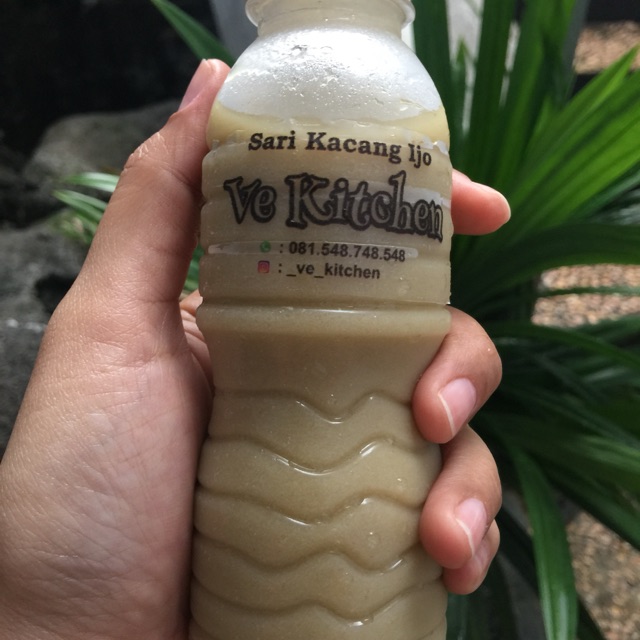 Sari Kacang Ijo
Ve Kitchen
: 081.548.748.548
: _ve_kitchen